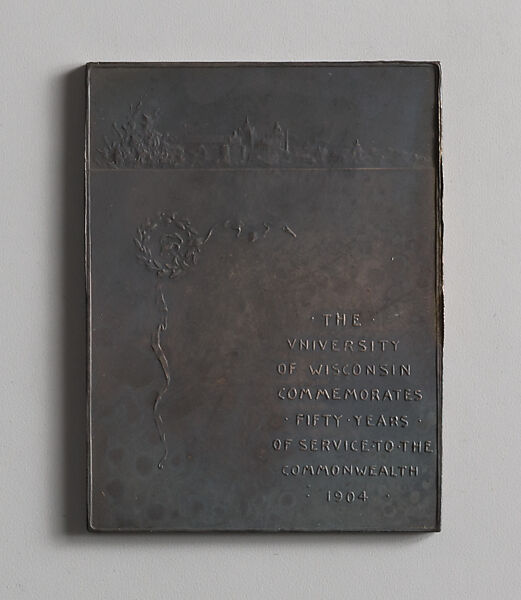 · THE ·
VNIVERSITY
OF WISCONSIN
COMMEMORATES
· FIFTY · YEARS ·
OF SERVICE · TO · THE
COMMONWEALTH
· 1904 ·